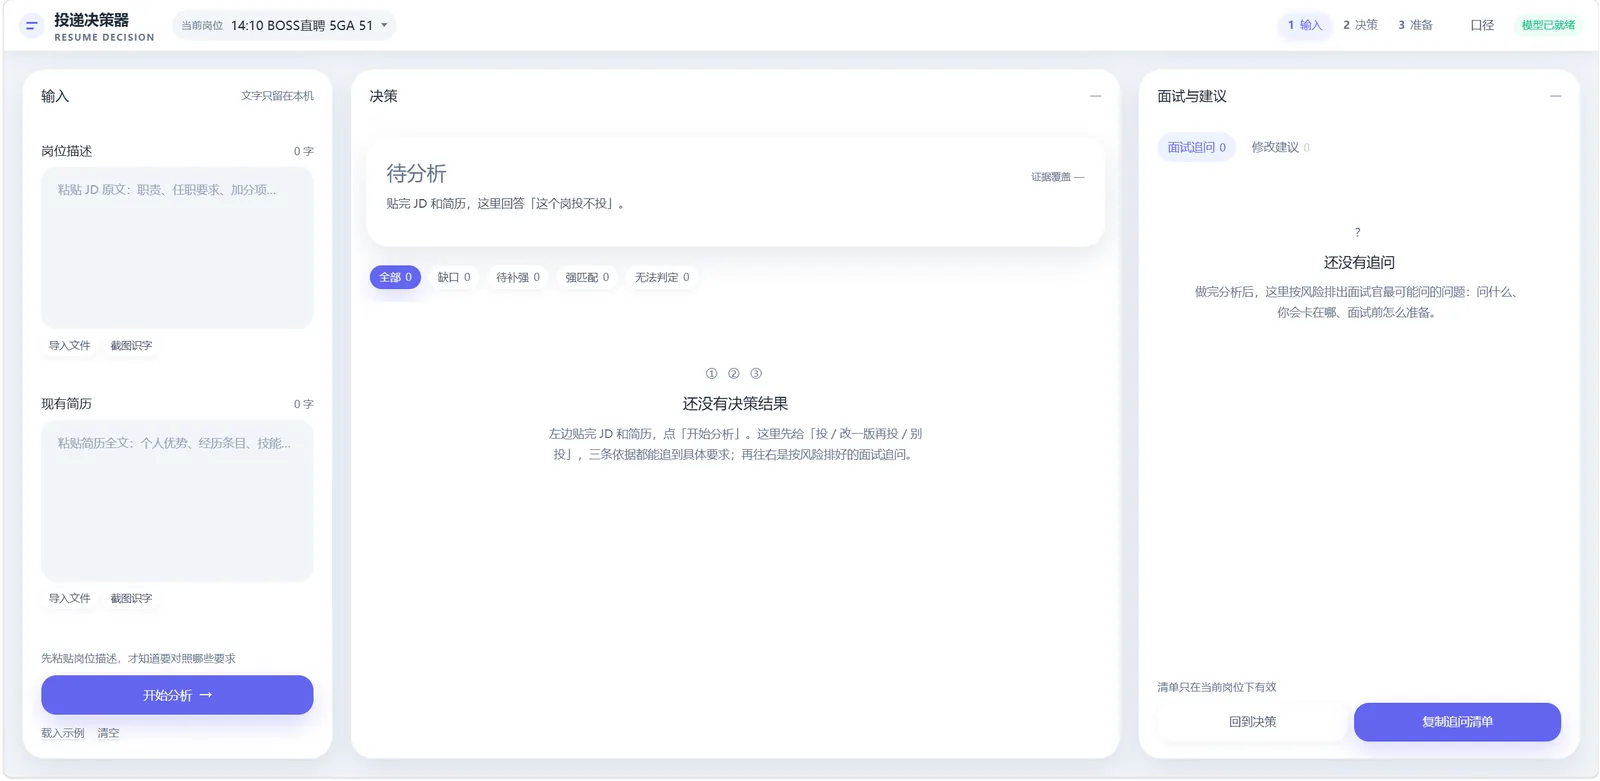 投递决策器
RESUME DECISION
当前岗位 14:10 BOSS直聘 5GA 51
1 输入 2 决策 3 准备 口径 模型已就绪
输入 文字只留在本机
岗位描述 0 字
粘贴 JD 原文：职责、任职要求、加分项...
导入文件 截图识字
现有简历 0 字
粘贴简历全文：个人优势、经历条目、技能...
导入文件 截图识字
先粘贴岗位描述，才知道要对照哪些要求
开始分析 →
载入示例 清空
决策 —
待分析
证据覆盖 —
贴完 JD 和简历，这里回答「这个岗投不投」。
全部 0 缺口 0 待补强 0 强匹配 0 无法判定 0
① ② ③
还没有决策结果
左边贴完 JD 和简历，点「开始分析」。这里先给「投 / 改一版再投 / 别
投」，三条依据都能追到具体要求；再往右是按风险排好的面试追问。
面试与建议 —
面试追问 0 修改建议 0
?
还没有追问
做完分析后，这里按风险排出面试官最可能问的问题：问什么、
你会卡在哪、面试前怎么准备。
清单只在当前岗位下有效
回到决策 复制追问清单